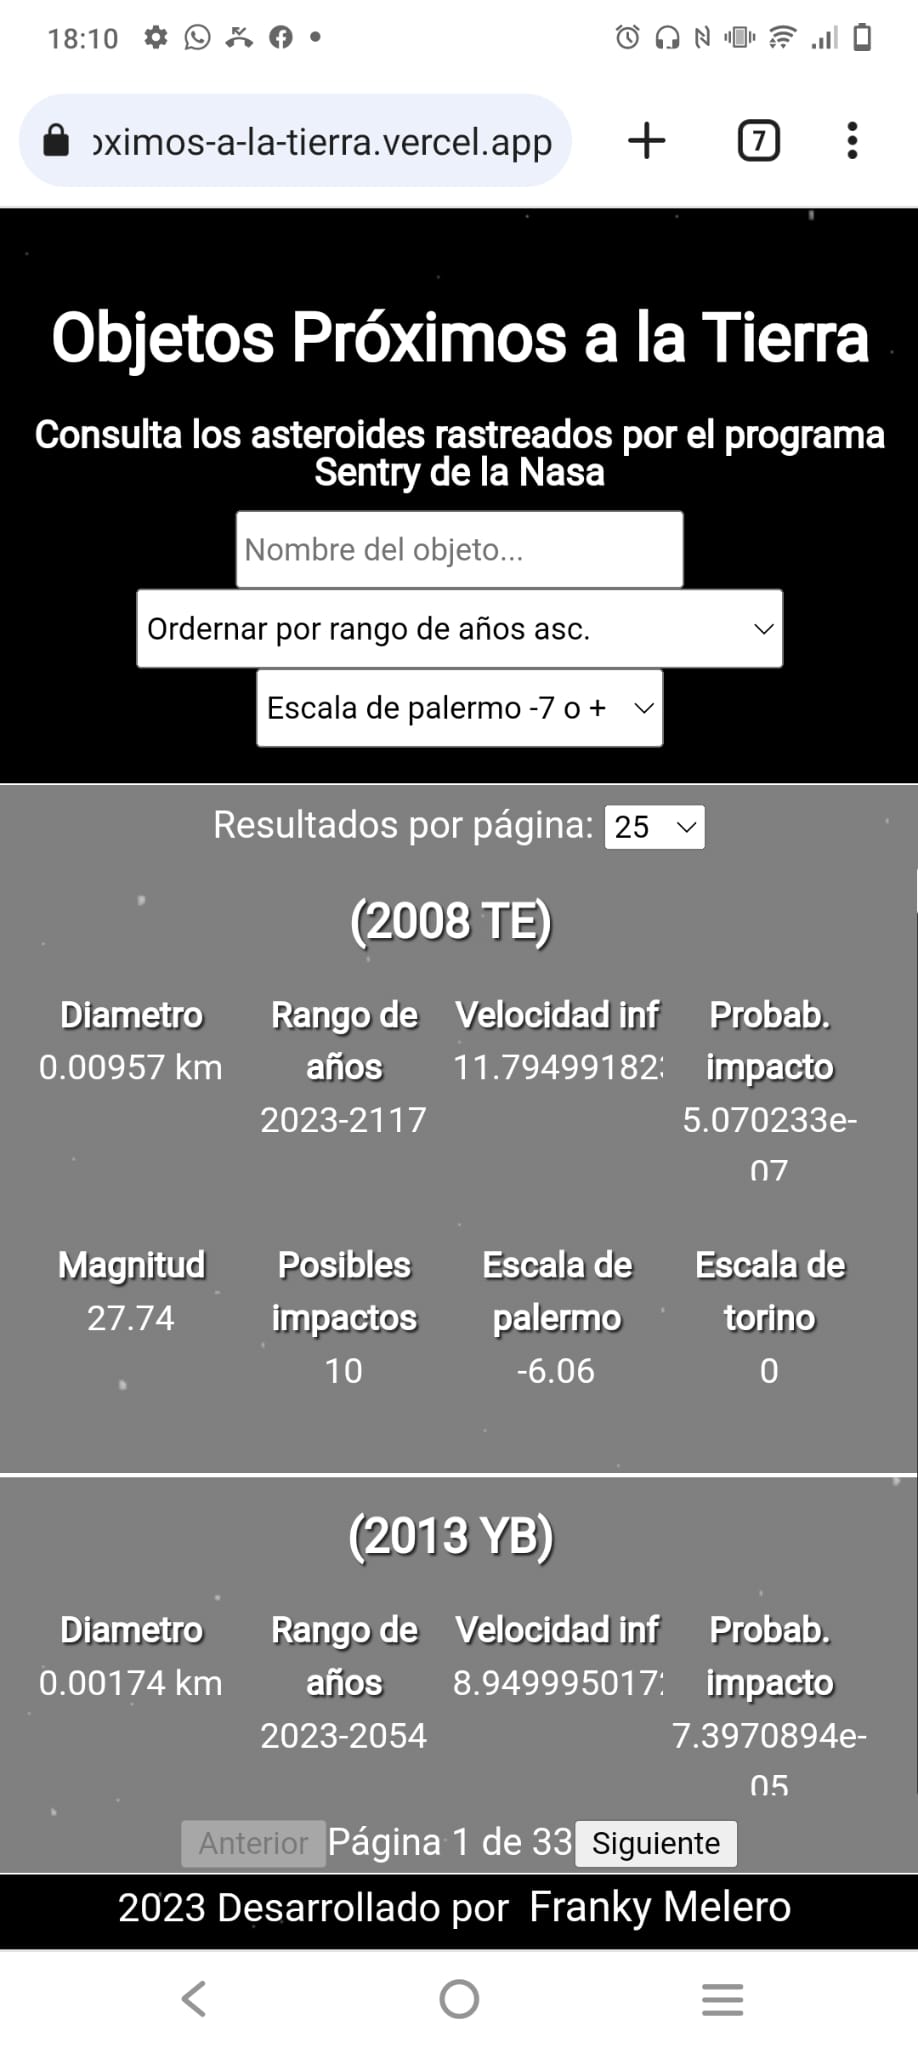 18:10
oximos-a-la-tierra.vercel.app
7
Objetos Próximos a la Tierra
Consulta los asteroides rastreados por el programa
Sentry de la Nasa
Nombre del objeto...
Ordernar por rango de años asc.
Escala de palermo -7 o +
Resultados por página: 25
(2008 TE)
Diametro Rango de Velocidad inf Probab.
0.00957 km años 11.79499182 impacto
2023-2117 5.070233e-
07
Magnitud Posibles Escala de Escala de
27.74 impactos palermo torino
10 -6.06 0
(2013 YB)
Diametro Rango de Velocidad inf Probab.
0.00174 km años 8.949995017 impacto
2023-2054 7.3970894e-
05
Anterior Página 1 de 33 Siguiente
2023 Desarrollado por Franky Melero